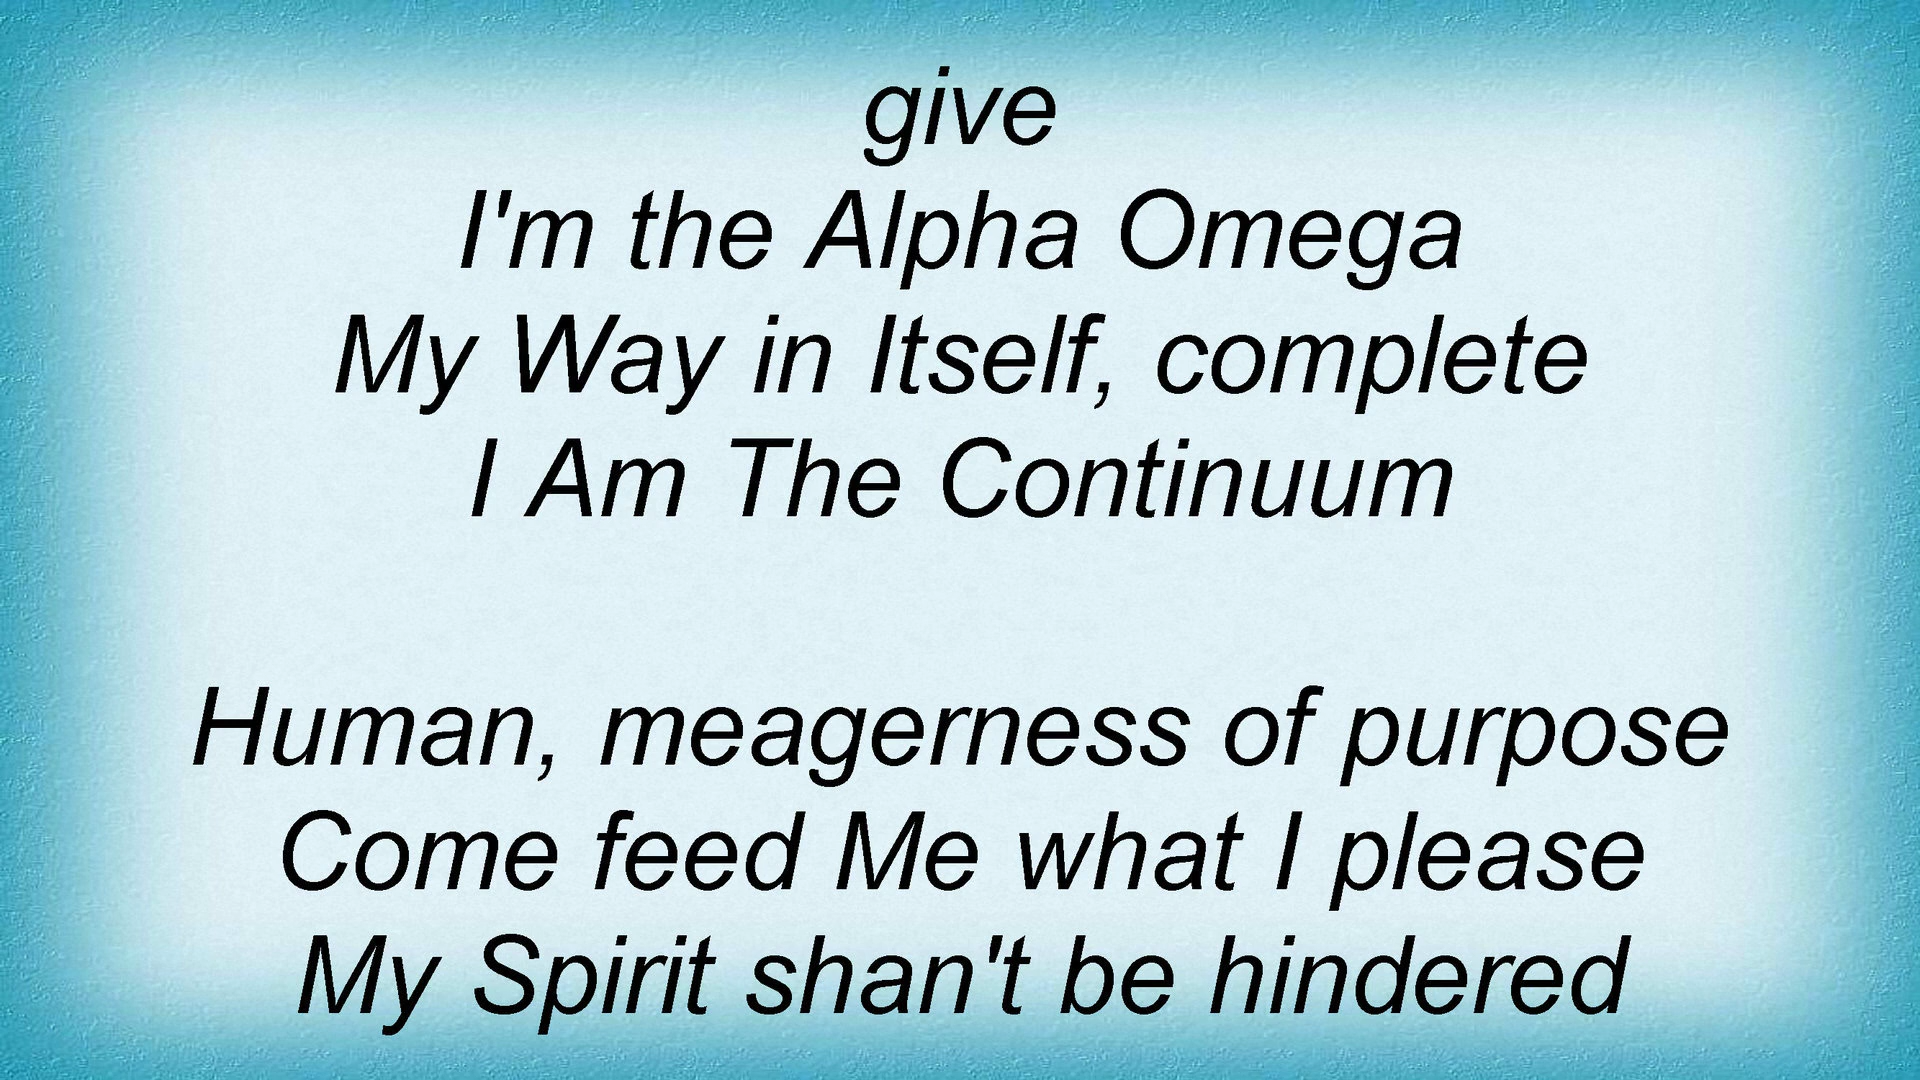 give
I'm the Alpha Omega
My Way in Itself, complete
I Am The Continuum
Human, meagerness of purpose
Come feed Me what I please
My Spirit shan't be hindered